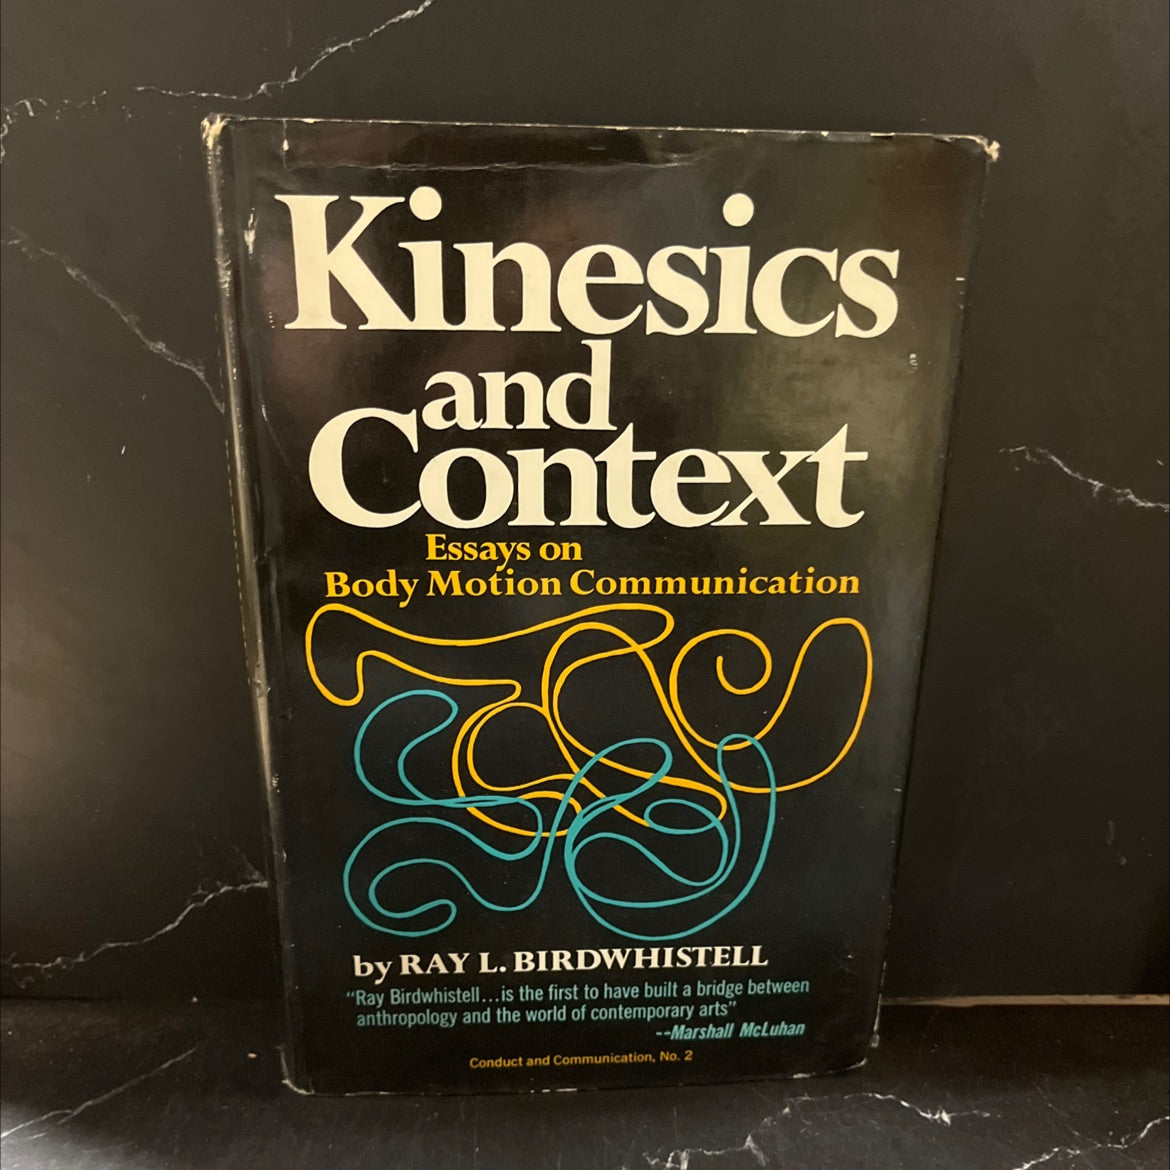 Kinesics
and
Context
Essays on
Body Motion Communication
by RAY L. BIRDWHISTELL
"Ray Birdwhistell...is the first to have built a bridge between
anthropology and the world of contemporary arts"
--Marshall McLuhan
Conduct and Communication, No. 2